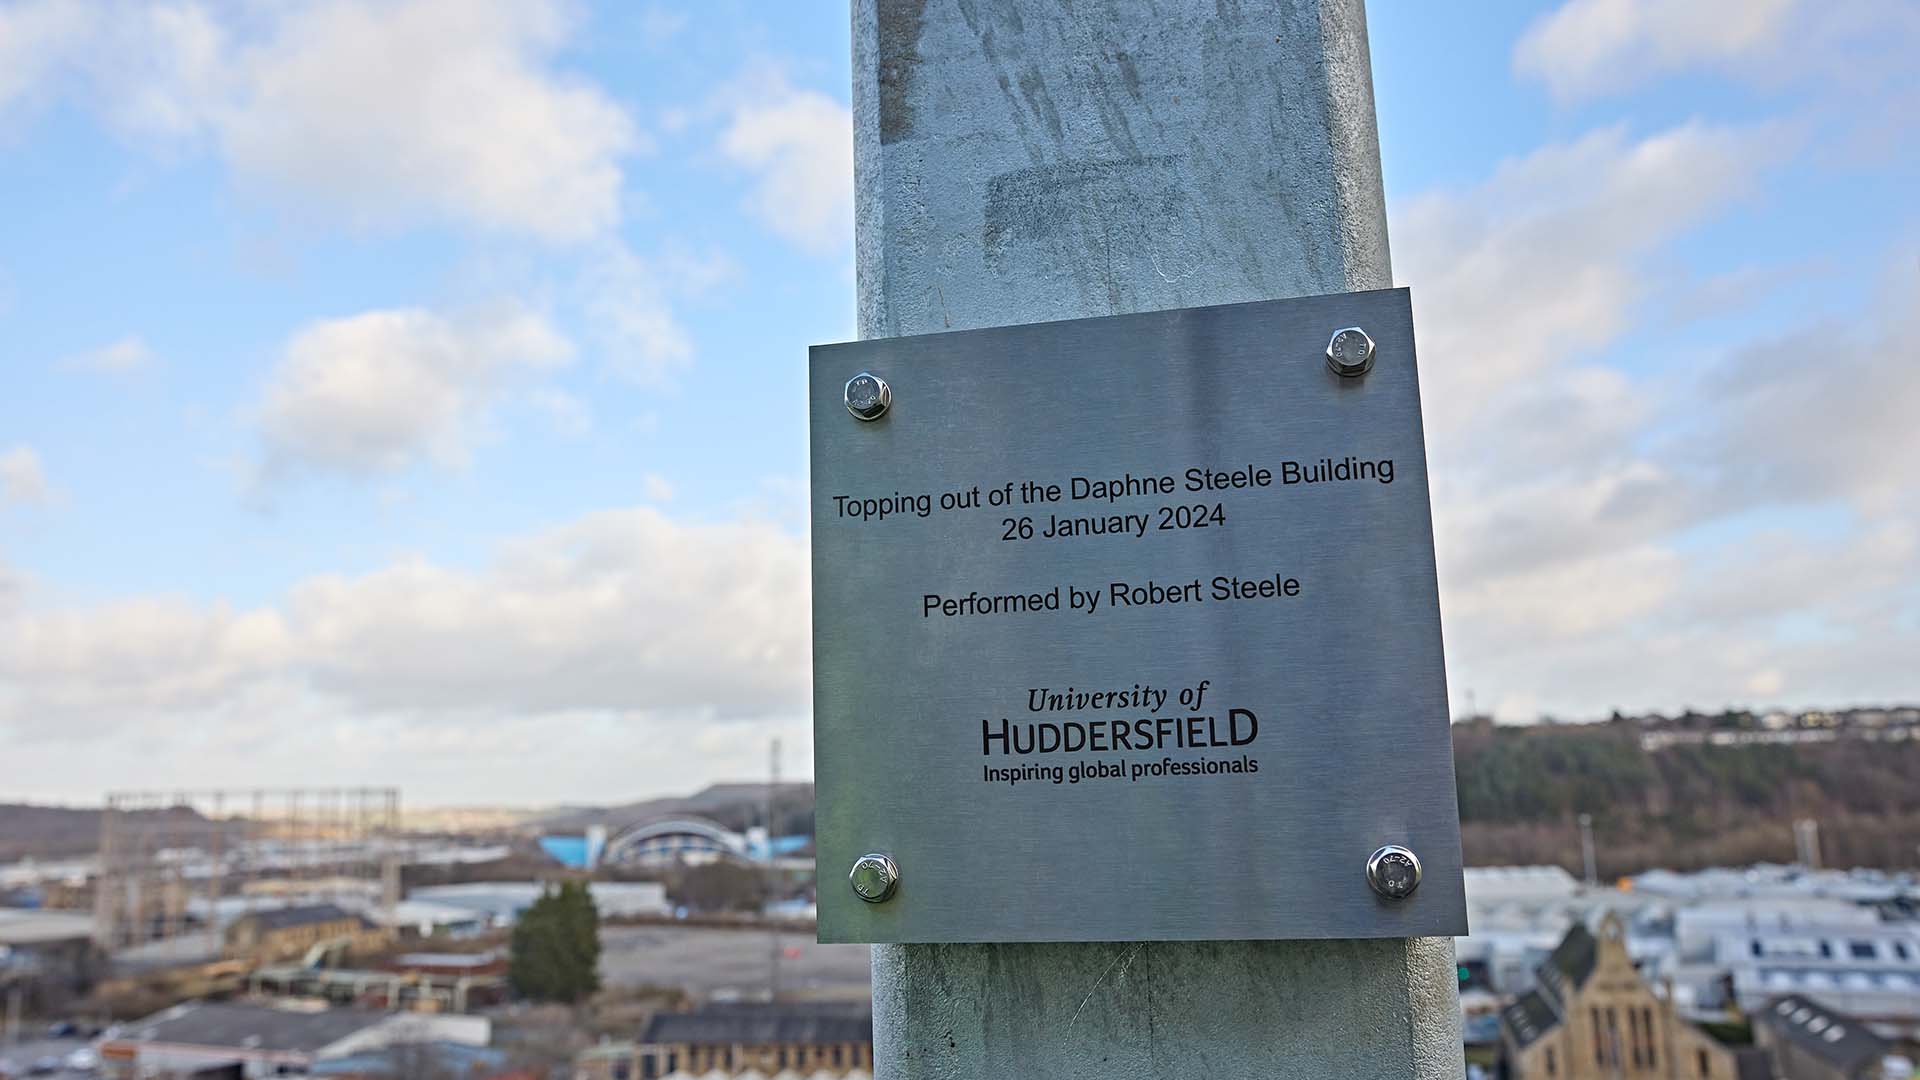 Topping out of the Daphne Steele Building
26 January 2024
Performed by Robert Steele
University of
HUDDERSFIELD
Inspiring global professionals